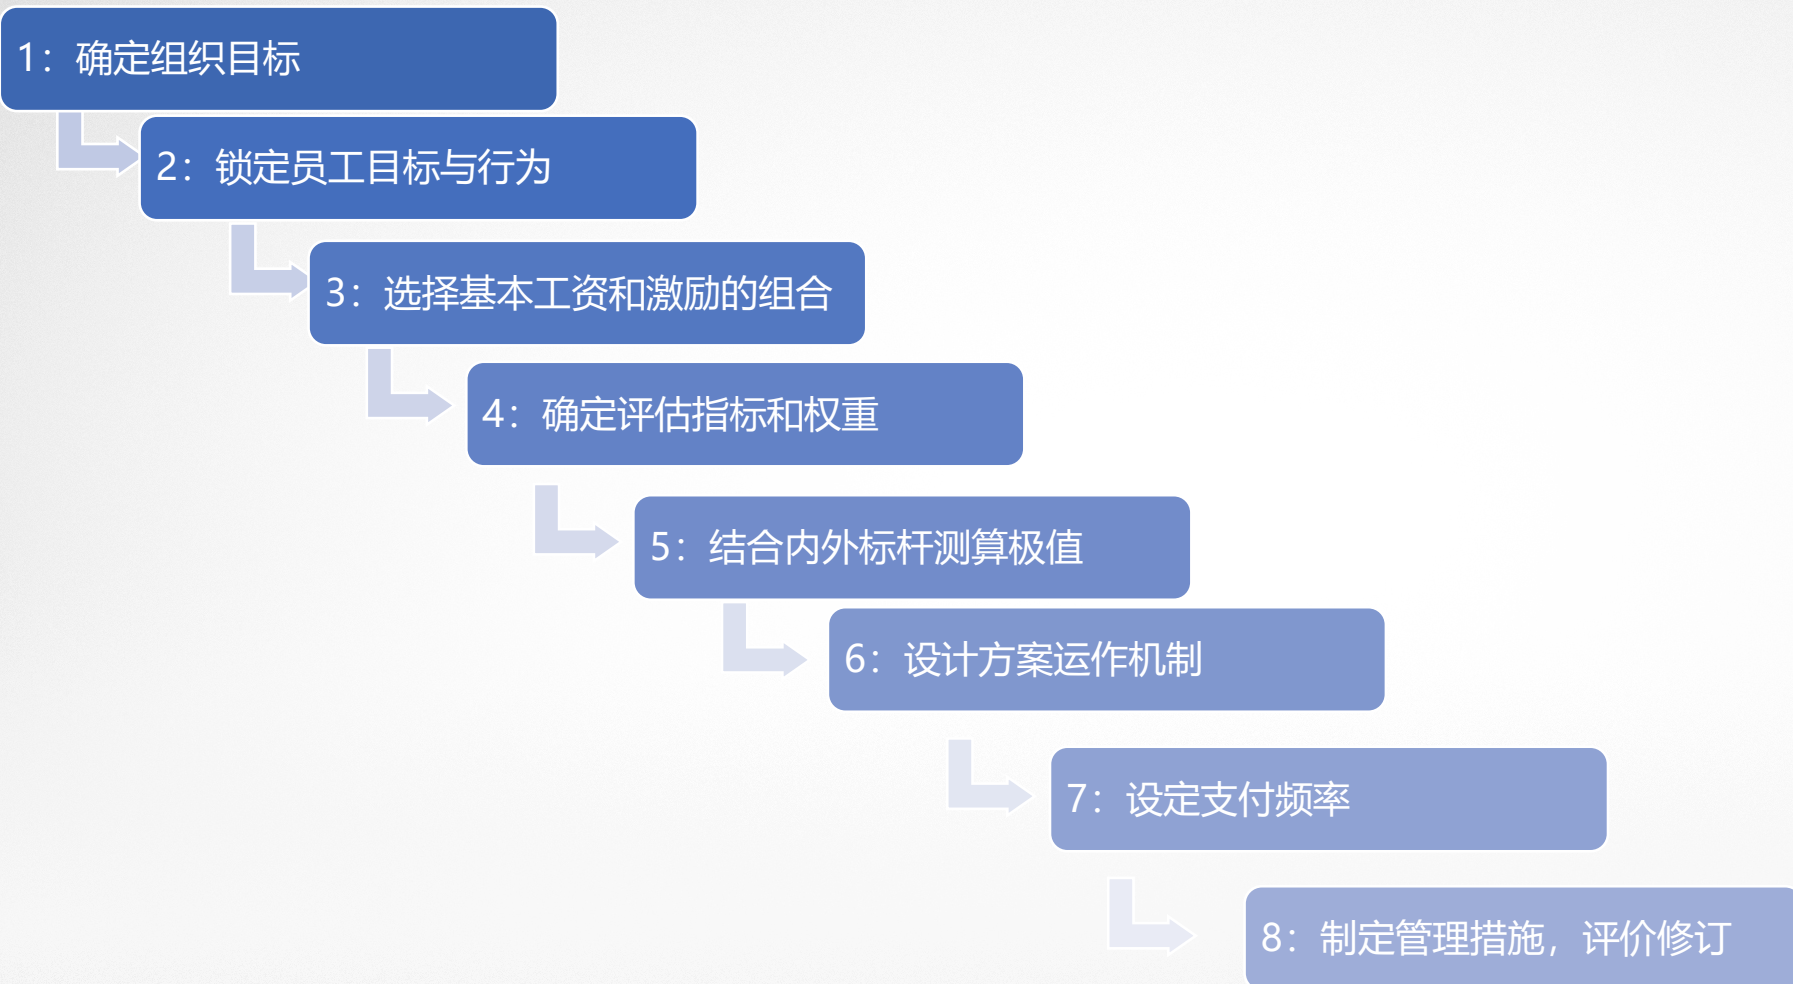 1：确定组织目标
2：锁定员工目标与行为
3：选择基本工资和激励的组合
4：确定评估指标和权重
5：结合内外标杆测算极值
6：设计方案运作机制
7：设定支付频率
8：制定管理措施，评价修订